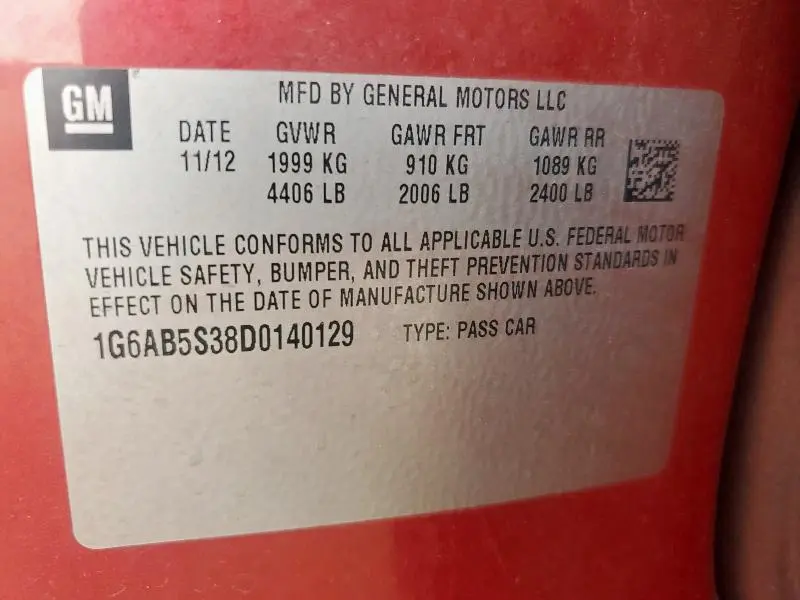 GM
MFD BY GENERAL MOTORS LLC
DATE GVWR GAWR FRT GAWR RR
11/12 1999 KG 910 KG 1089 KG
4406 LB 2006 LB 2400 LB
THIS VEHICLE CONFORMS TO ALL APPLICABLE U.S. FEDERAL MOTOR
VEHICLE SAFETY, BUMPER, AND THEFT PREVENTION STANDARDS IN
EFFECT ON THE DATE OF MANUFACTURE SHOWN ABOVE.
1G6AB5S38D0140129 TYPE: PASS CAR